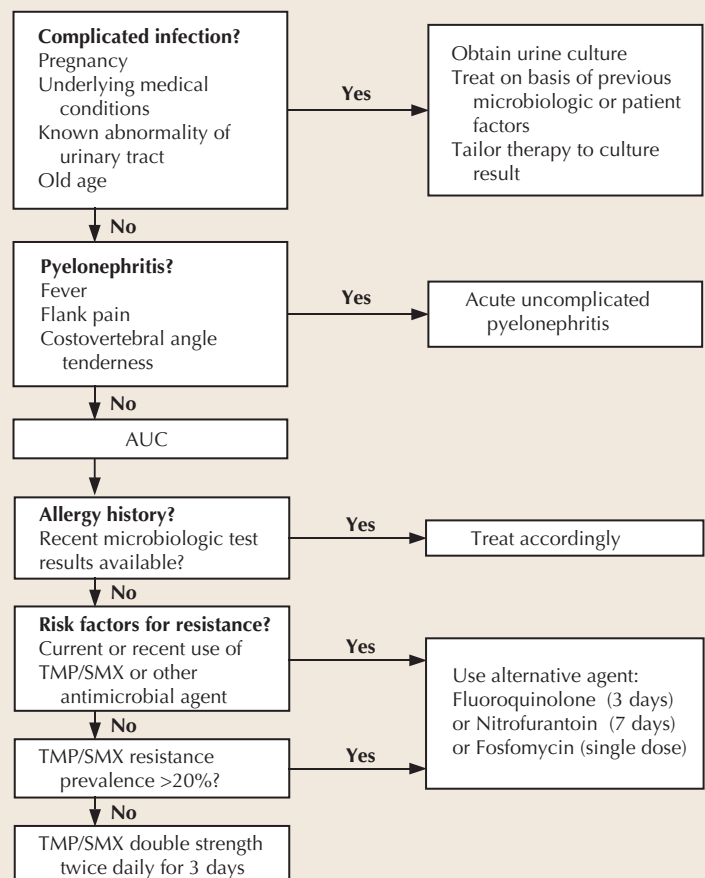 Complicated infection?
Pregnancy
Underlying medical
conditions
Known abnormality of
urinary tract
Old age
Yes
Obtain urine culture
Treat on basis of previous
microbiologic or patient
factors
Tailor therapy to culture
result
No
Pyelonephritis?
Fever
Flank pain
Costovertebral angle
tenderness
Yes
Acute uncomplicated
pyelonephritis
No
AUC
Allergy history?
Recent microbiologic test
results available?
Yes
Treat accordingly
No
Risk factors for resistance?
Current or recent use of
TMP/SMX or other
antimicrobial agent
Yes
Use alternative agent:
Fluoroquinolone (3 days)
or Nitrofurantoin (7 days)
or Fosfomycin (single dose)
No
TMP/SMX resistance
prevalence >20%?
Yes
No
TMP/SMX double strength
twice daily for 3 days